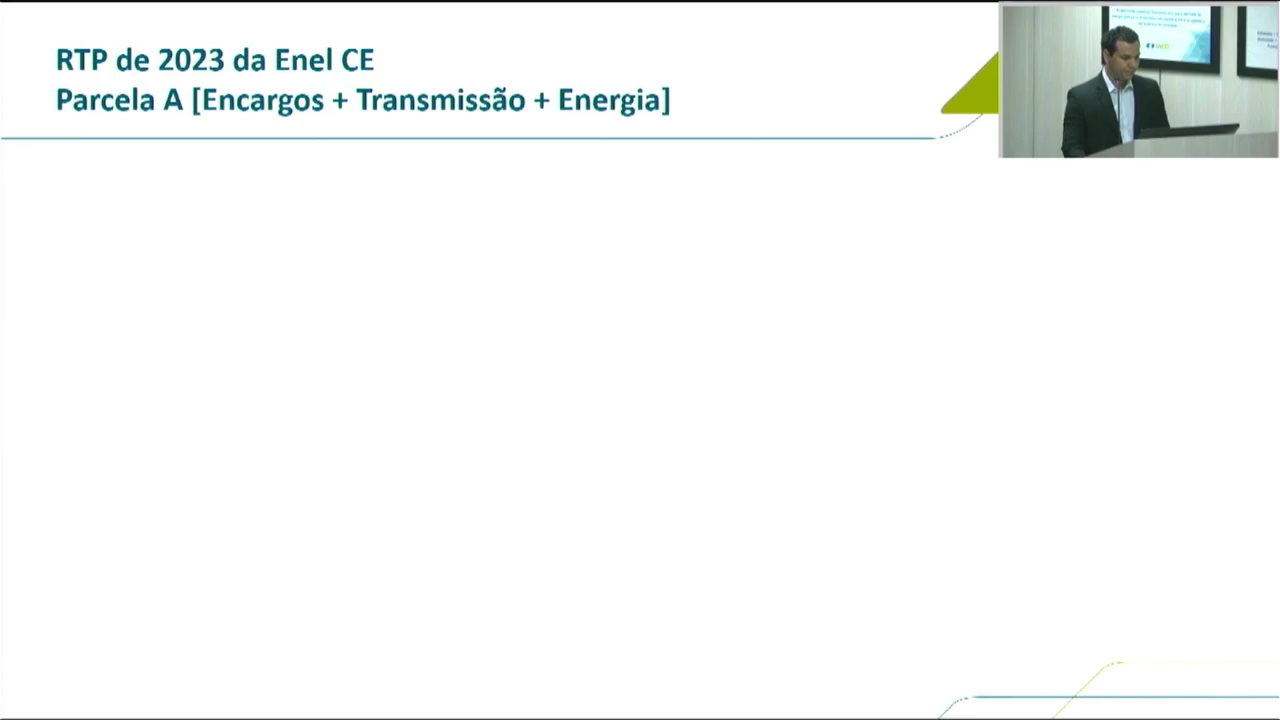 RTP de 2023 da Enel CE
Parcela A [Encargos + Transmissão + Energia]